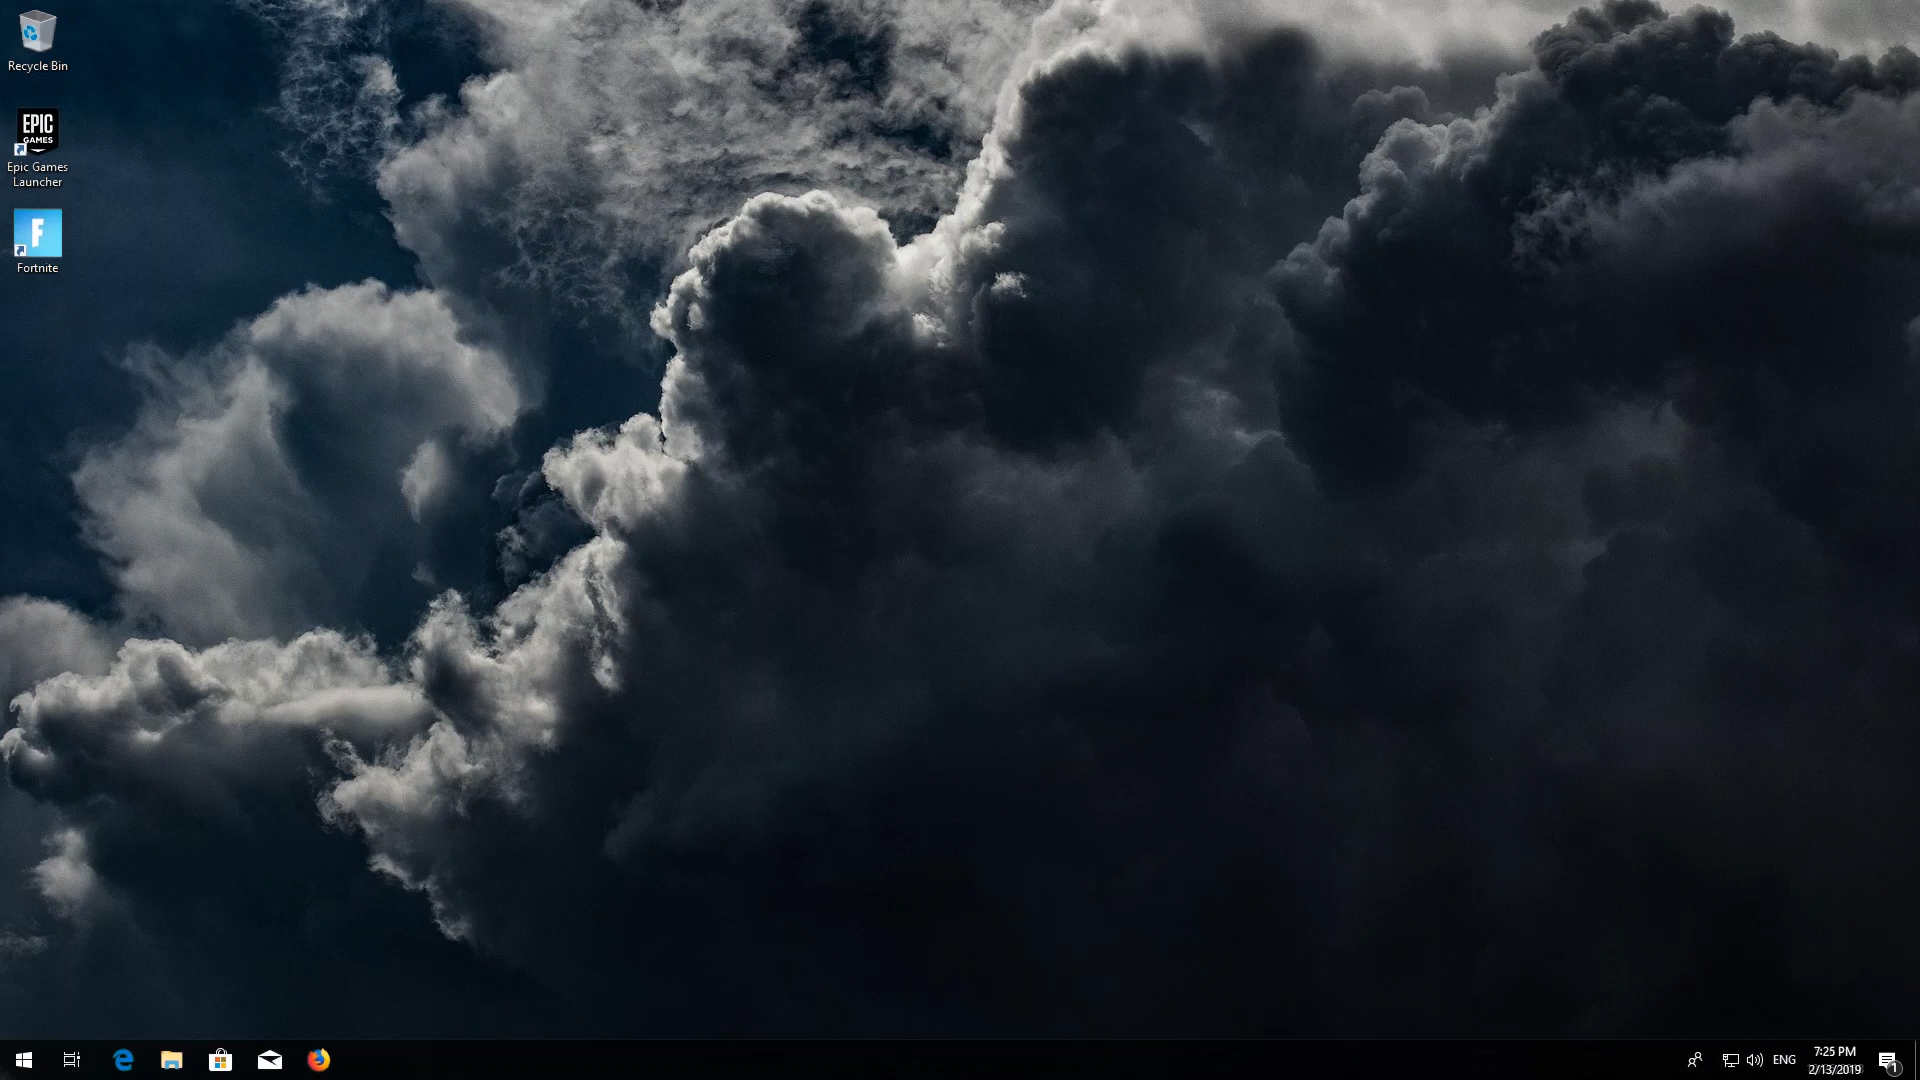 Recycle Bin
EPIC
GAMES
Epic Games
Launcher
F
Fortnite
ENG
7:25 PM
2/13/2019
1